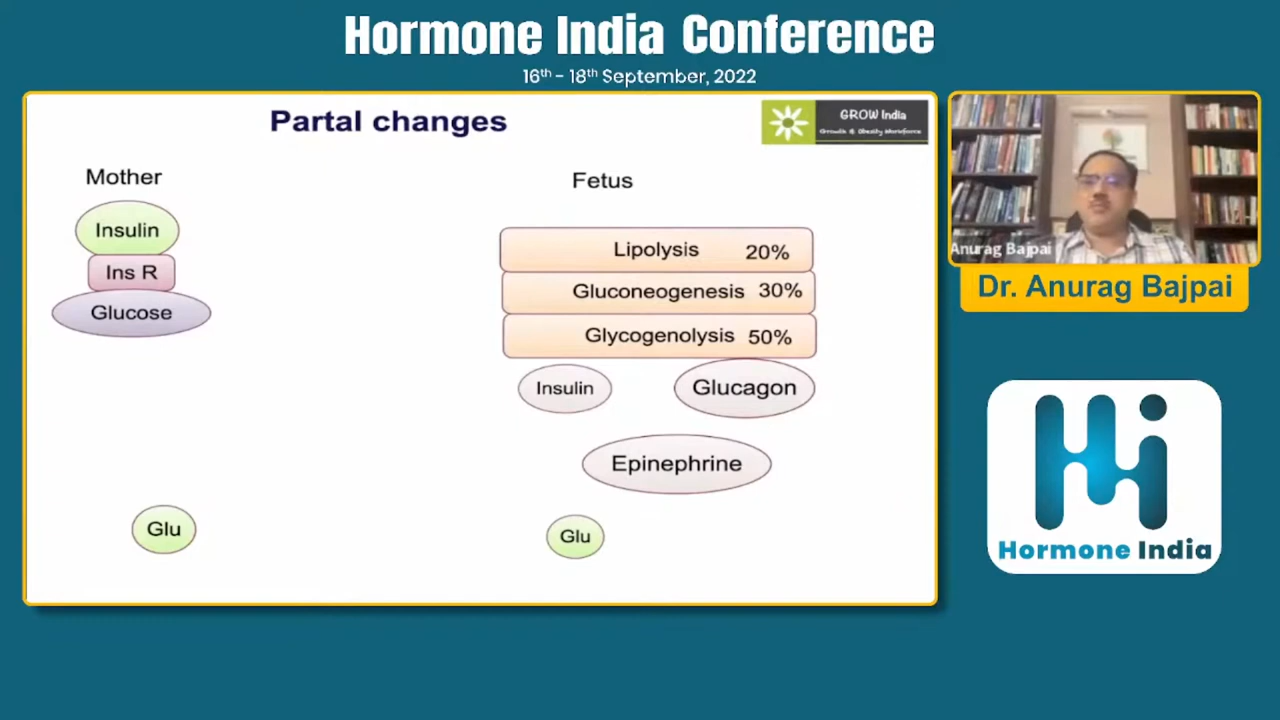 Hormone India Conference
16th - 18th September, 2022
Partal changes
GROW India
Growth & Obesity Workforce
Mother
Fetus
Insulin
Ins R
Glucose
Lipolysis 20%
Gluconeogenesis 30%
Glycogenolysis 50%
Insulin
Glucagon
Epinephrine
Glu
Glu
Anurag Bajpai
Dr. Anurag Bajpai
Hormone India